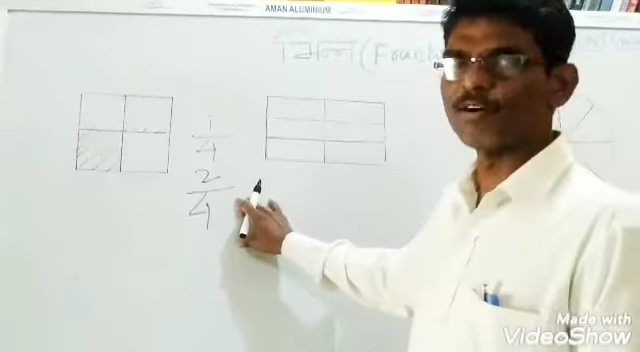 AMAN ALUMINIUM
भिन्न
1
4
2
4
Made with
VideoShow